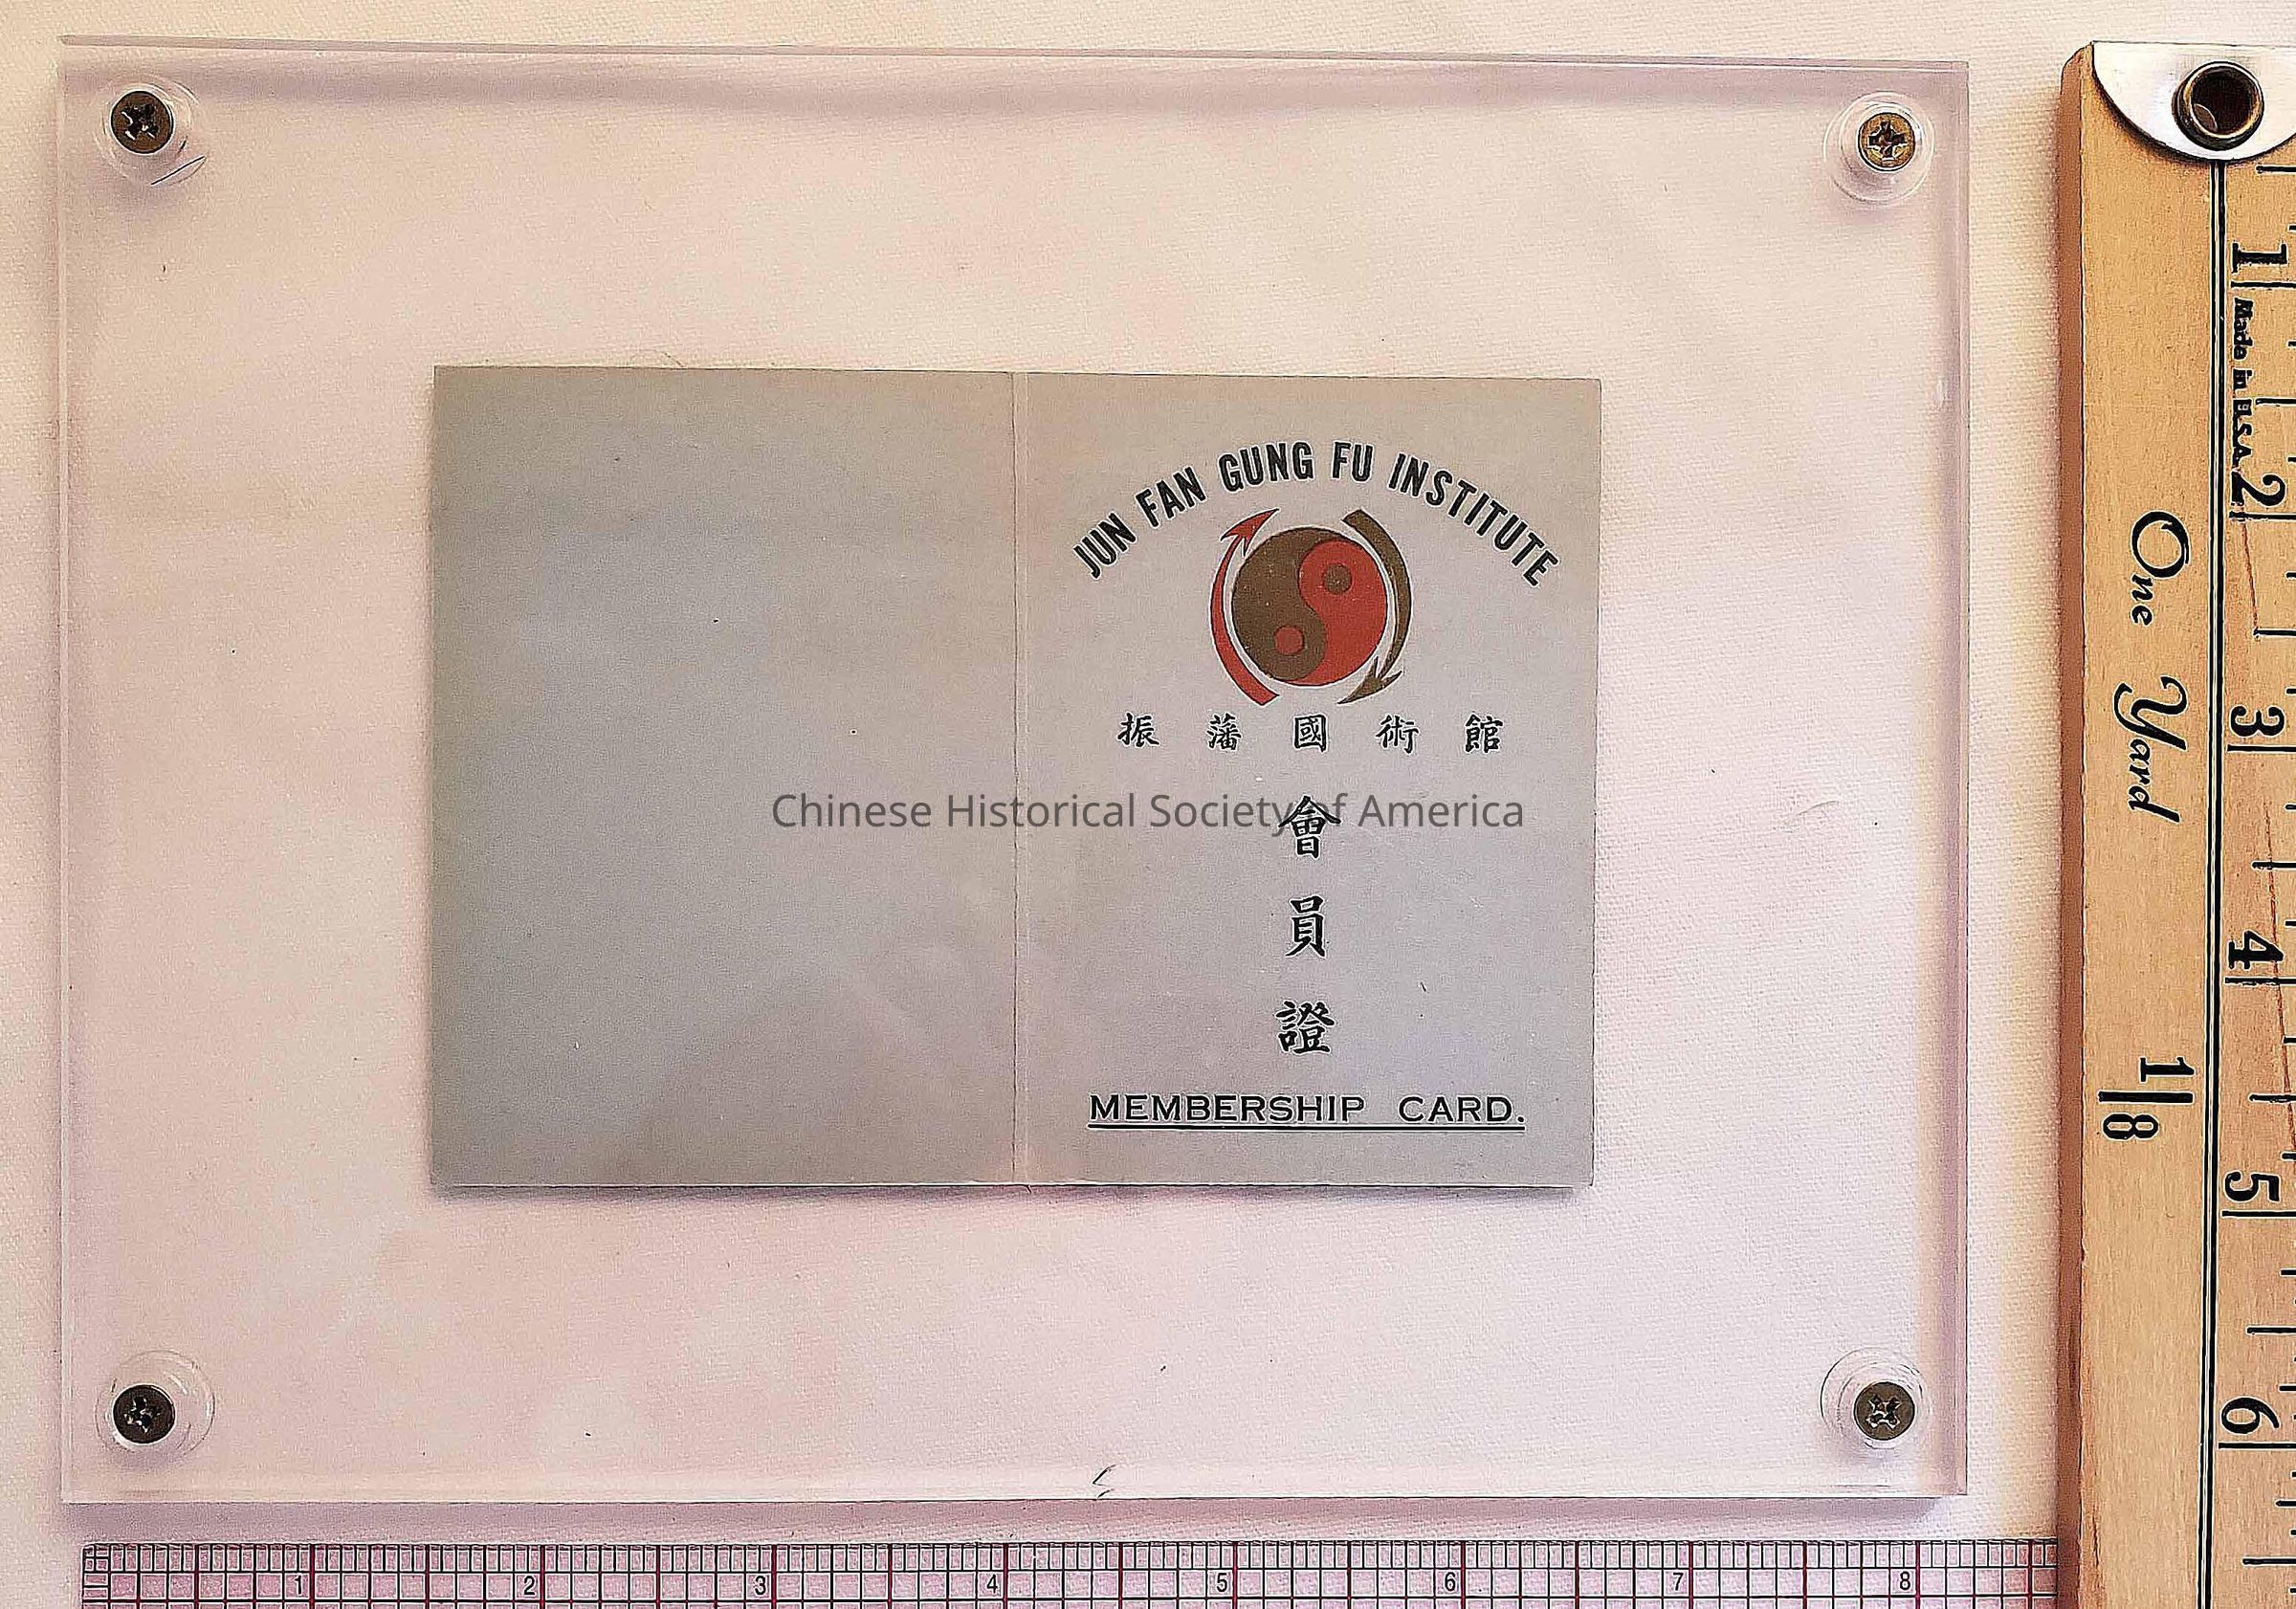 JUN FAN GUNG FU INSTITUTE
振藩國術館
Chinese Historical Society of America
會
員
證
MEMBERSHIP CARD.
1
2
3
4
5
6
7
8
1
Made in U.S.A.
2
3
4
5
6
One Yard
1|8